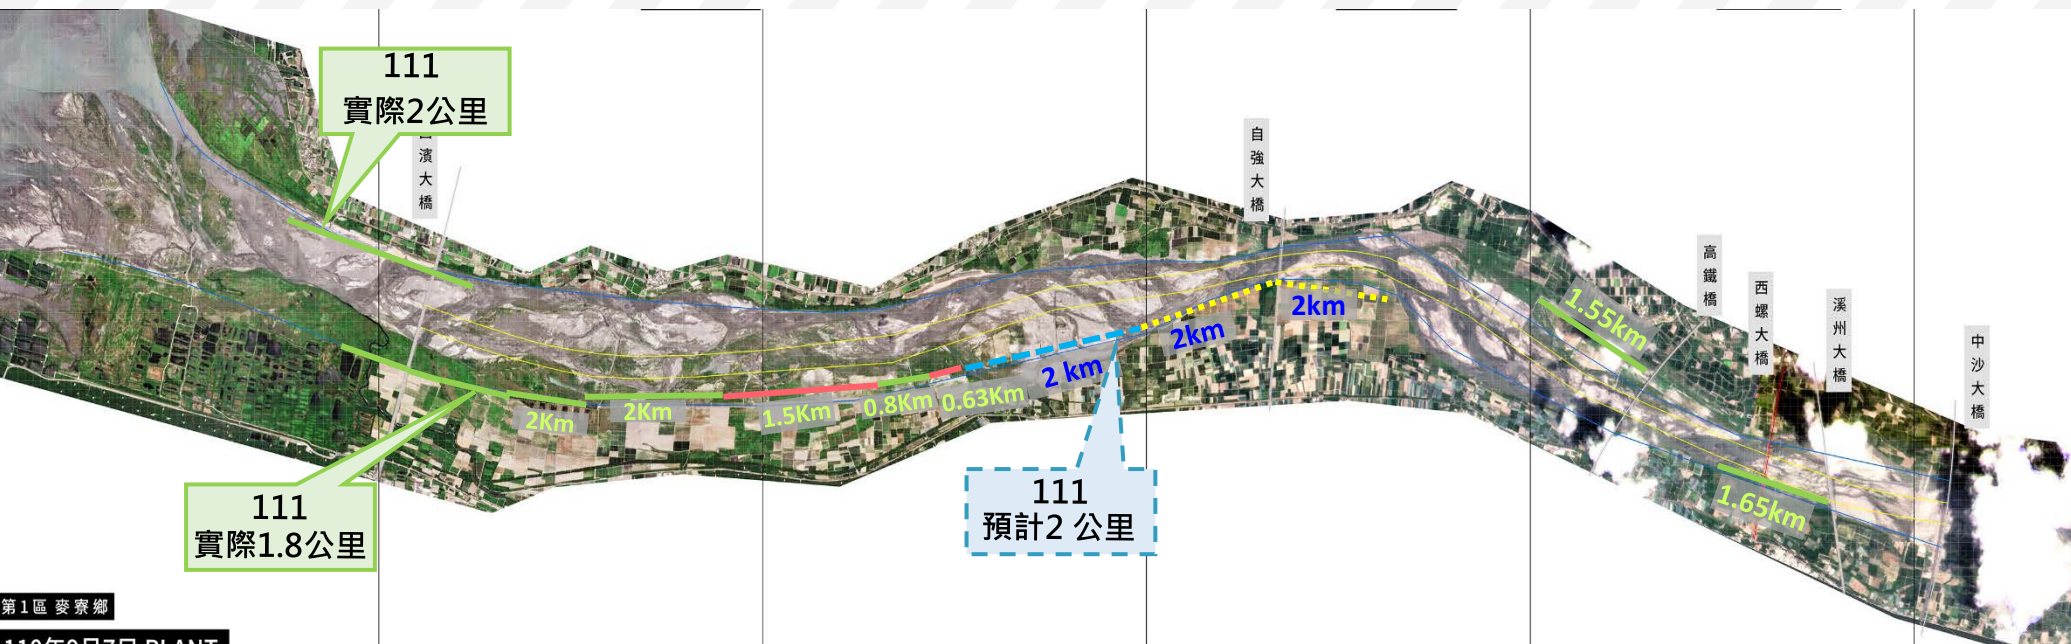 111
實際2公里
濱大橋
自強大橋
高鐵橋
西螺大橋
溪州大橋
中沙大橋
1.55km
2km
2km
2 km
2Km
2Km
1.5Km
0.8Km
0.63Km
1.65km
111
實際1.8公里
111
預計2 公里
第1區 麥寮鄉
PLANT